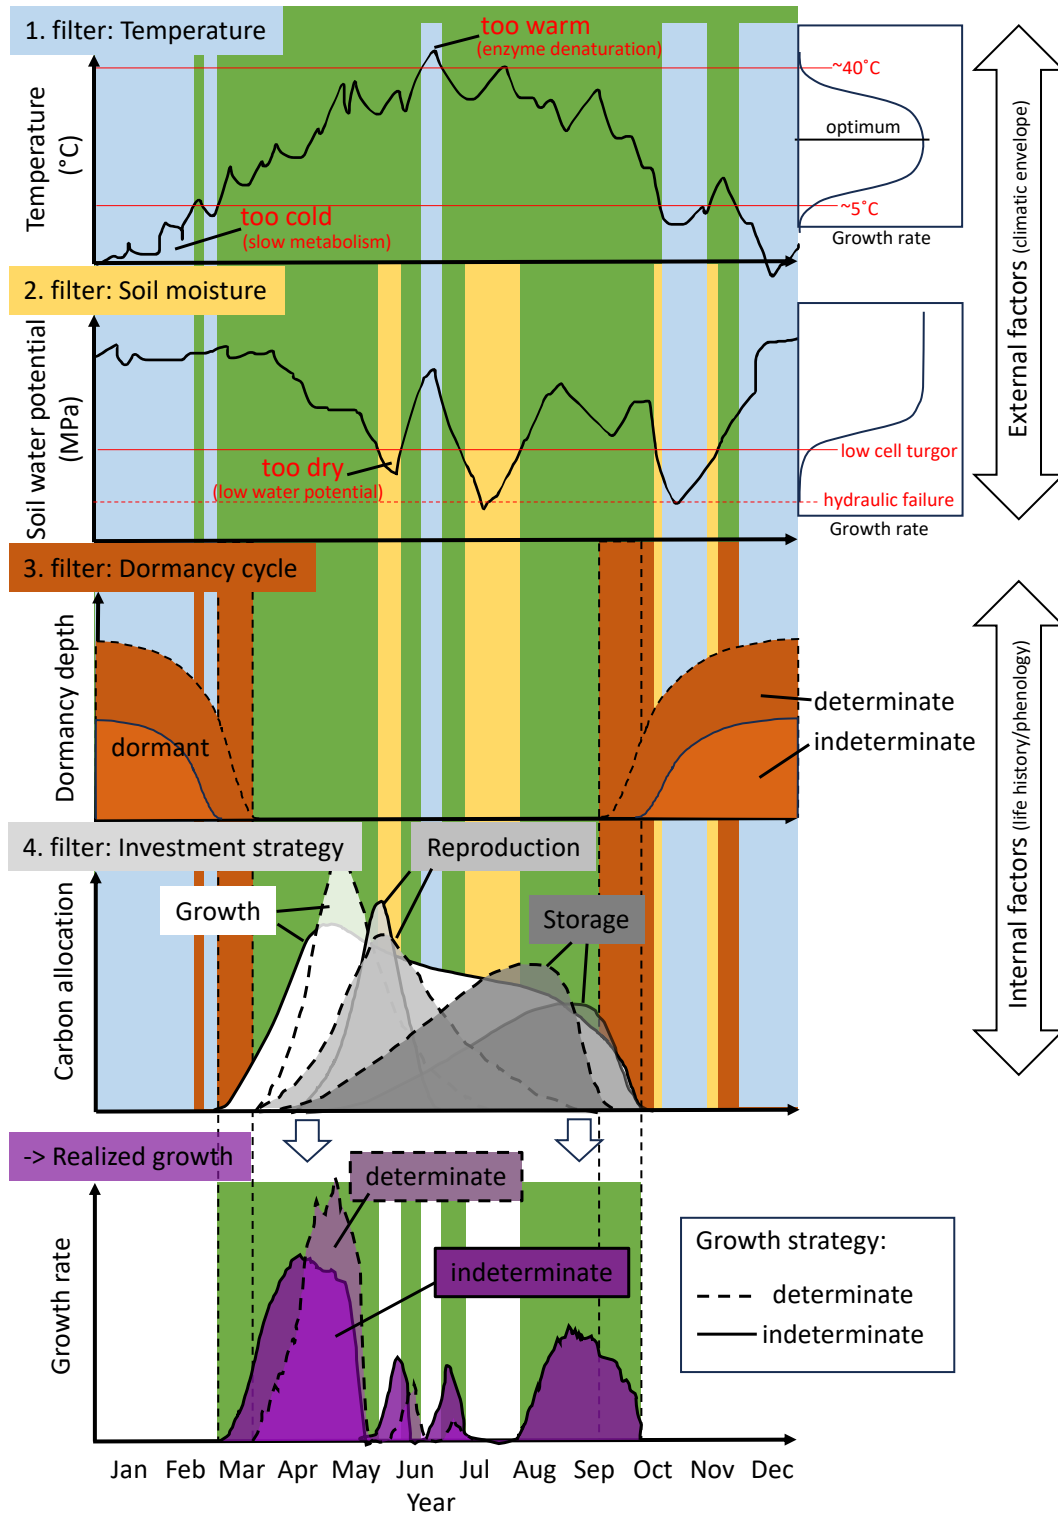 1. filter: Temperature
too warm
(enzyme denaturation)
~40˚C
optimum
~5˚C
Growth rate
too cold
(slow metabolism)
Temperature
(°C)
External factors (climatic envelope)
2. filter: Soil moisture
Soil water potential
(MPa)
too dry
(low water potential)
low cell turgor
hydraulic failure
Growth rate
3. filter: Dormancy cycle
Dormancy depth
dormant
determinate
indeterminate
Internal factors (life history/phenology)
4. filter: Investment strategy
Reproduction
Growth
Storage
Carbon allocation
-> Realized growth
determinate
indeterminate
Growth rate
Growth strategy:
determinate
indeterminate
Jan Feb Mar Apr May Jun Jul Aug Sep Oct Nov Dec
Year